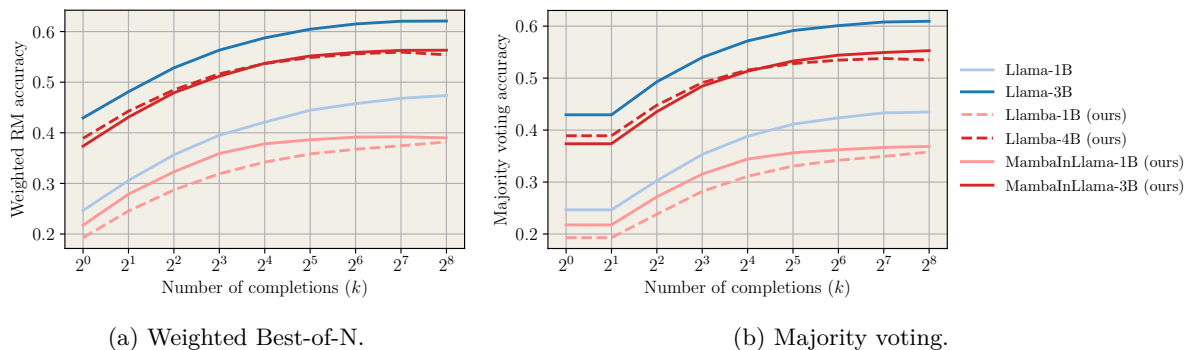 Weighted RM accuracy
0.6
0.5
0.4
0.3
0.2
2^0 2^1 2^2 2^3 2^4 2^5 2^6 2^7 2^8
Number of completions (k)
(a) Weighted Best-of-N.
Majority voting accuracy
0.6
0.5
0.4
0.3
0.2
2^0 2^1 2^2 2^3 2^4 2^5 2^6 2^7 2^8
Number of completions (k)
(b) Majority voting.
Llama-1B
Llama-3B
Llamba-1B (ours)
Llamba-4B (ours)
MambaInLlama-1B (ours)
MambaInLlama-3B (ours)